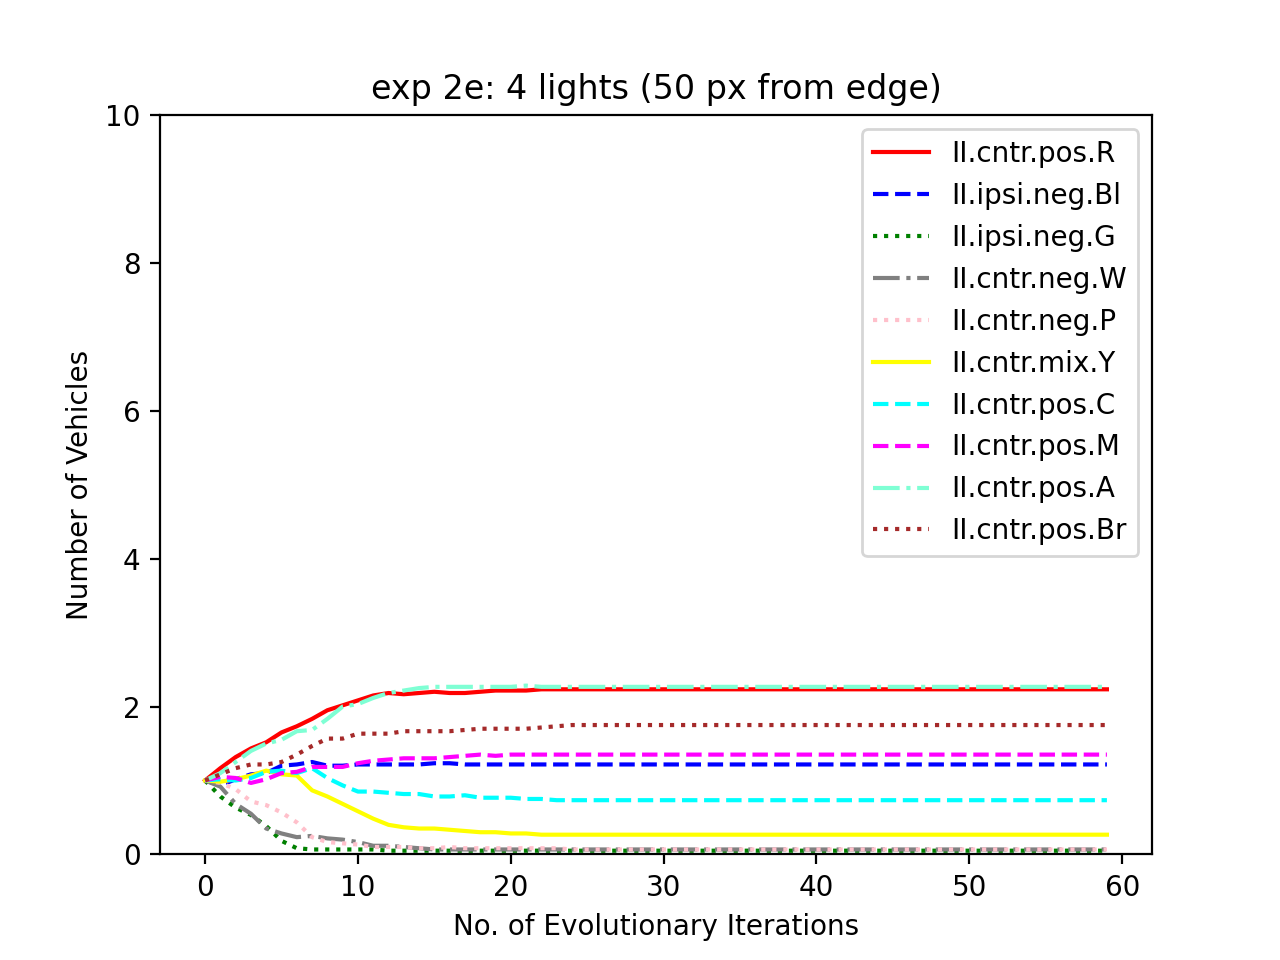 exp 2e: 4 lights (50 px from edge)
10
8
6
4
2
0
Number of Vehicles
II.cntr.pos.R
II.ipsi.neg.Bl
II.ipsi.neg.G
II.cntr.neg.W
II.cntr.neg.P
II.cntr.mix.Y
II.cntr.pos.C
II.cntr.pos.M
II.cntr.pos.A
II.cntr.pos.Br
0 10 20 30 40 50 60
No. of Evolutionary Iterations